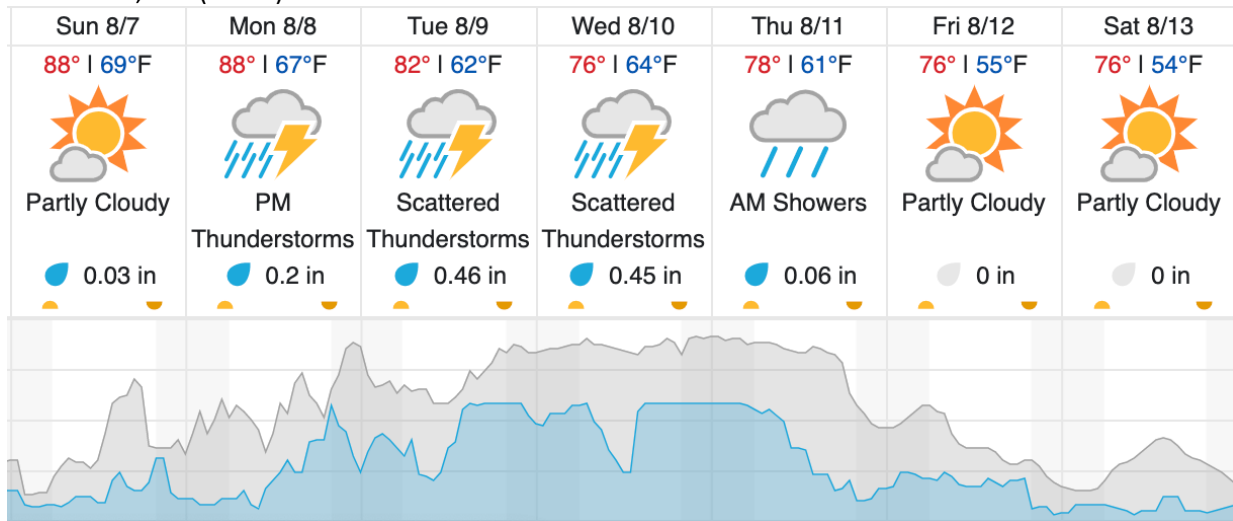 Sun 8/7
Mon 8/8
Tue 8/9
Wed 8/10
Thu 8/11
Fri 8/12
Sat 8/13
88° | 69°F
88° | 67°F
82° | 62°F
76° | 64°F
78° | 61°F
76° | 55°F
76° | 54°F
Partly Cloudy
PM
Thunderstorms
Scattered
Thunderstorms
Scattered
Thunderstorms
AM Showers
Partly Cloudy
Partly Cloudy
0.03 in
0.2 in
0.46 in
0.45 in
0.06 in
0 in
0 in